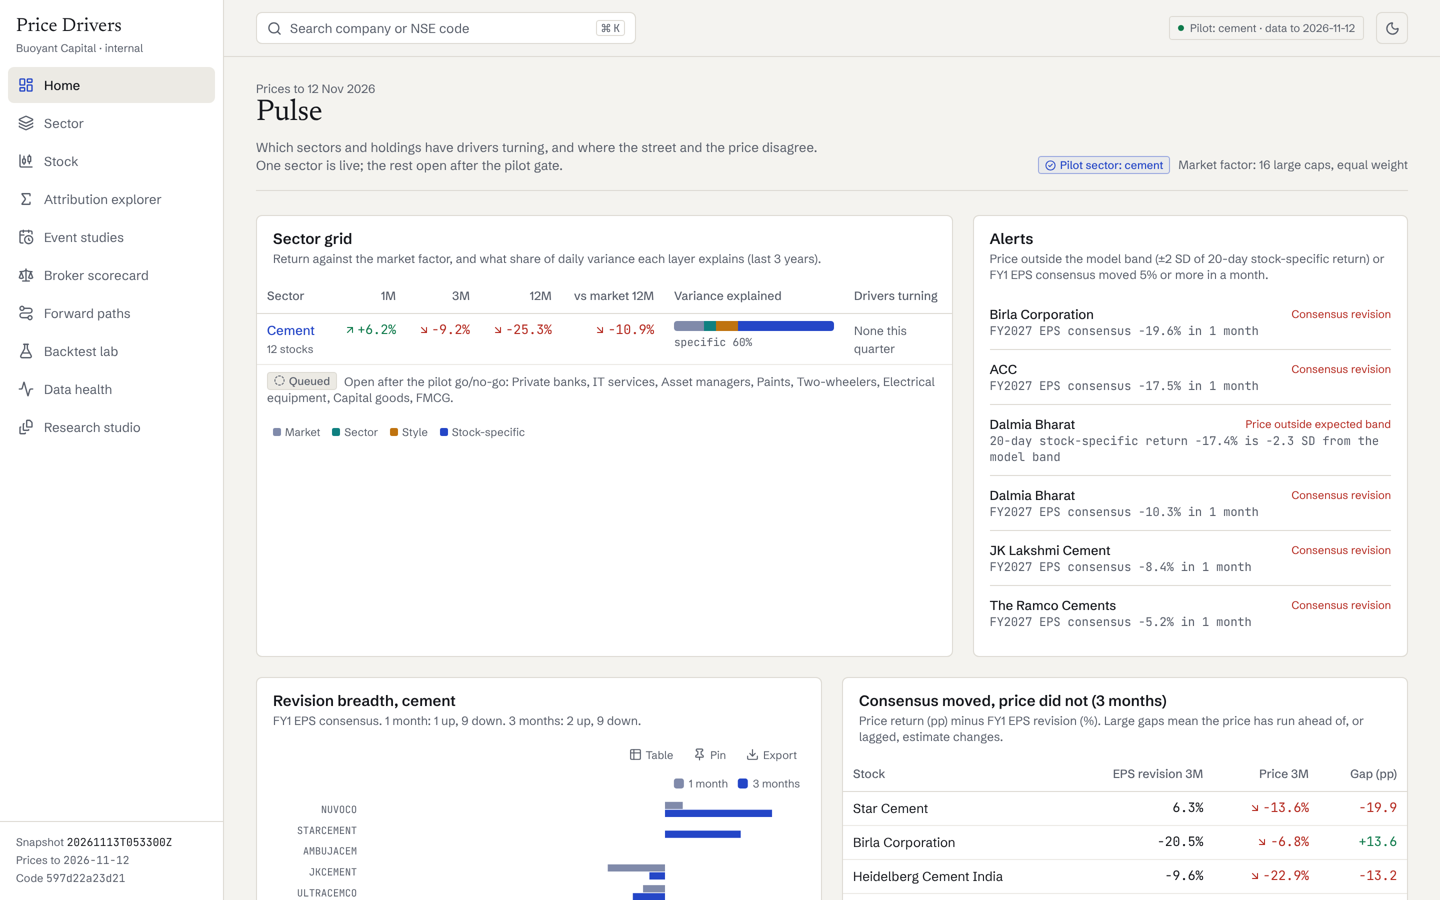 Price Drivers
Buoyant Capital · internal
Home
Sector
Stock
Attribution explorer
Event studies
Broker scorecard
Forward paths
Backtest lab
Data health
Research studio
Snapshot 20261113T053300Z
Prices to 2026-11-12
Code 597d22a23d21
Search company or NSE code
⌘ K
Pilot: cement · data to 2026-11-12
Prices to 12 Nov 2026
Pulse
Which sectors and holdings have drivers turning, and where the street and the price disagree.
One sector is live; the rest open after the pilot gate.
Pilot sector: cement
Market factor: 16 large caps, equal weight
Sector grid
Return against the market factor, and what share of daily variance each layer explains (last 3 years).
Sector 1M 3M 12M vs market 12M Variance explained Drivers turning
Cement ↗ +6.2% ↘ -9.2% ↘ -25.3% ↘ -10.9% None this
12 stocks specific 60% quarter
Queued Open after the pilot go/no-go: Private banks, IT services, Asset managers, Paints, Two-wheelers, Electrical
equipment, Capital goods, FMCG.
Market Sector Style Stock-specific
Alerts
Price outside the model band (±2 SD of 20-day stock-specific return) or
FY1 EPS consensus moved 5% or more in a month.
Birla Corporation Consensus revision
FY2027 EPS consensus -19.6% in 1 month
ACC Consensus revision
FY2027 EPS consensus -17.5% in 1 month
Dalmia Bharat Price outside expected band
20-day stock-specific return -17.4% is -2.3 SD from the
model band
Dalmia Bharat Consensus revision
FY2027 EPS consensus -10.3% in 1 month
JK Lakshmi Cement Consensus revision
FY2027 EPS consensus -8.4% in 1 month
The Ramco Cements Consensus revision
FY2027 EPS consensus -5.2% in 1 month
Revision breadth, cement
FY1 EPS consensus. 1 month: 1 up, 9 down. 3 months: 2 up, 9 down.
Table Pin Export
1 month 3 months
NUVOCO
STARCEMENT
AMBUJACEM
JKCEMENT
ULTRACEMCO
Consensus moved, price did not (3 months)
Price return (pp) minus FY1 EPS revision (%). Large gaps mean the price has run ahead of, or
lagged, estimate changes.
Stock EPS revision 3M Price 3M Gap (pp)
Star Cement 6.3% ↘ -13.6% -19.9
Birla Corporation -20.5% ↘ -6.8% +13.6
Heidelberg Cement India -9.6% ↘ -22.9% -13.2